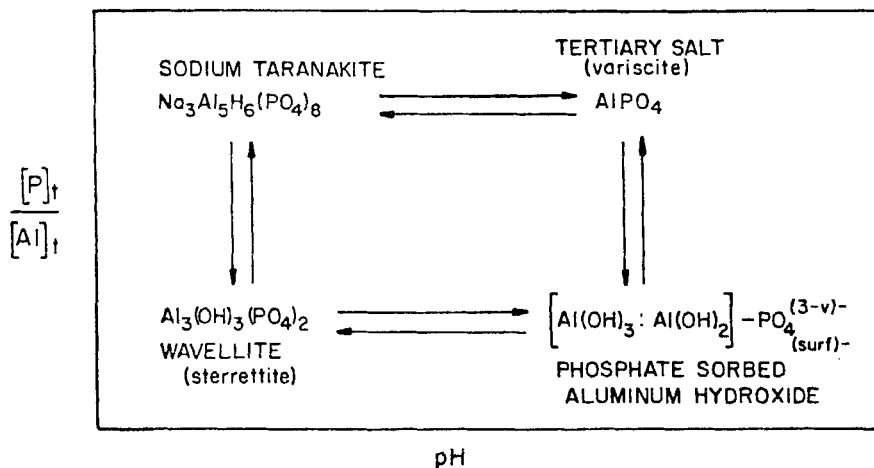 SODIUM TARANAKITE
Na₃Al₅H₆(PO₄)₈
TERTIARY SALT
(variscite)
AlPO₄
[P]t
[Al]t
Al₃(OH)₃(PO₄)₂
WAVELLITE
(sterrettite)
[Al(OH)₃ : Al(OH)₂] – PO₄ (3-v)- (surf)-
PHOSPHATE SORBED
ALUMINUM HYDROXIDE
pH